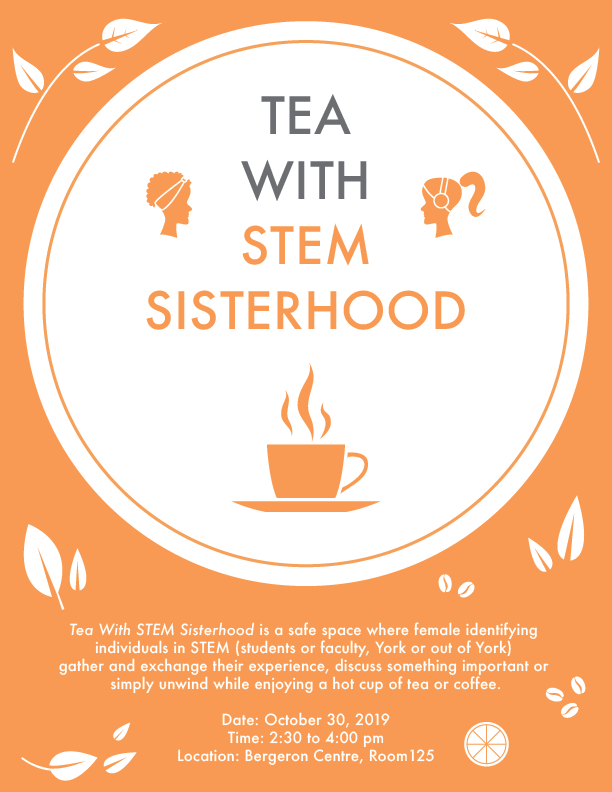 TEA
WITH
STEM
SISTERHOOD
Tea With STEM Sisterhood is a safe space where female identifying
individuals in STEM (students or faculty, York or out of York)
gather and exchange their experience, discuss something important or
simply unwind while enjoying a hot cup of tea or coffee.
Date: October 30, 2019
Time: 2:30 to 4:00 pm
Location: Bergeron Centre, Room125